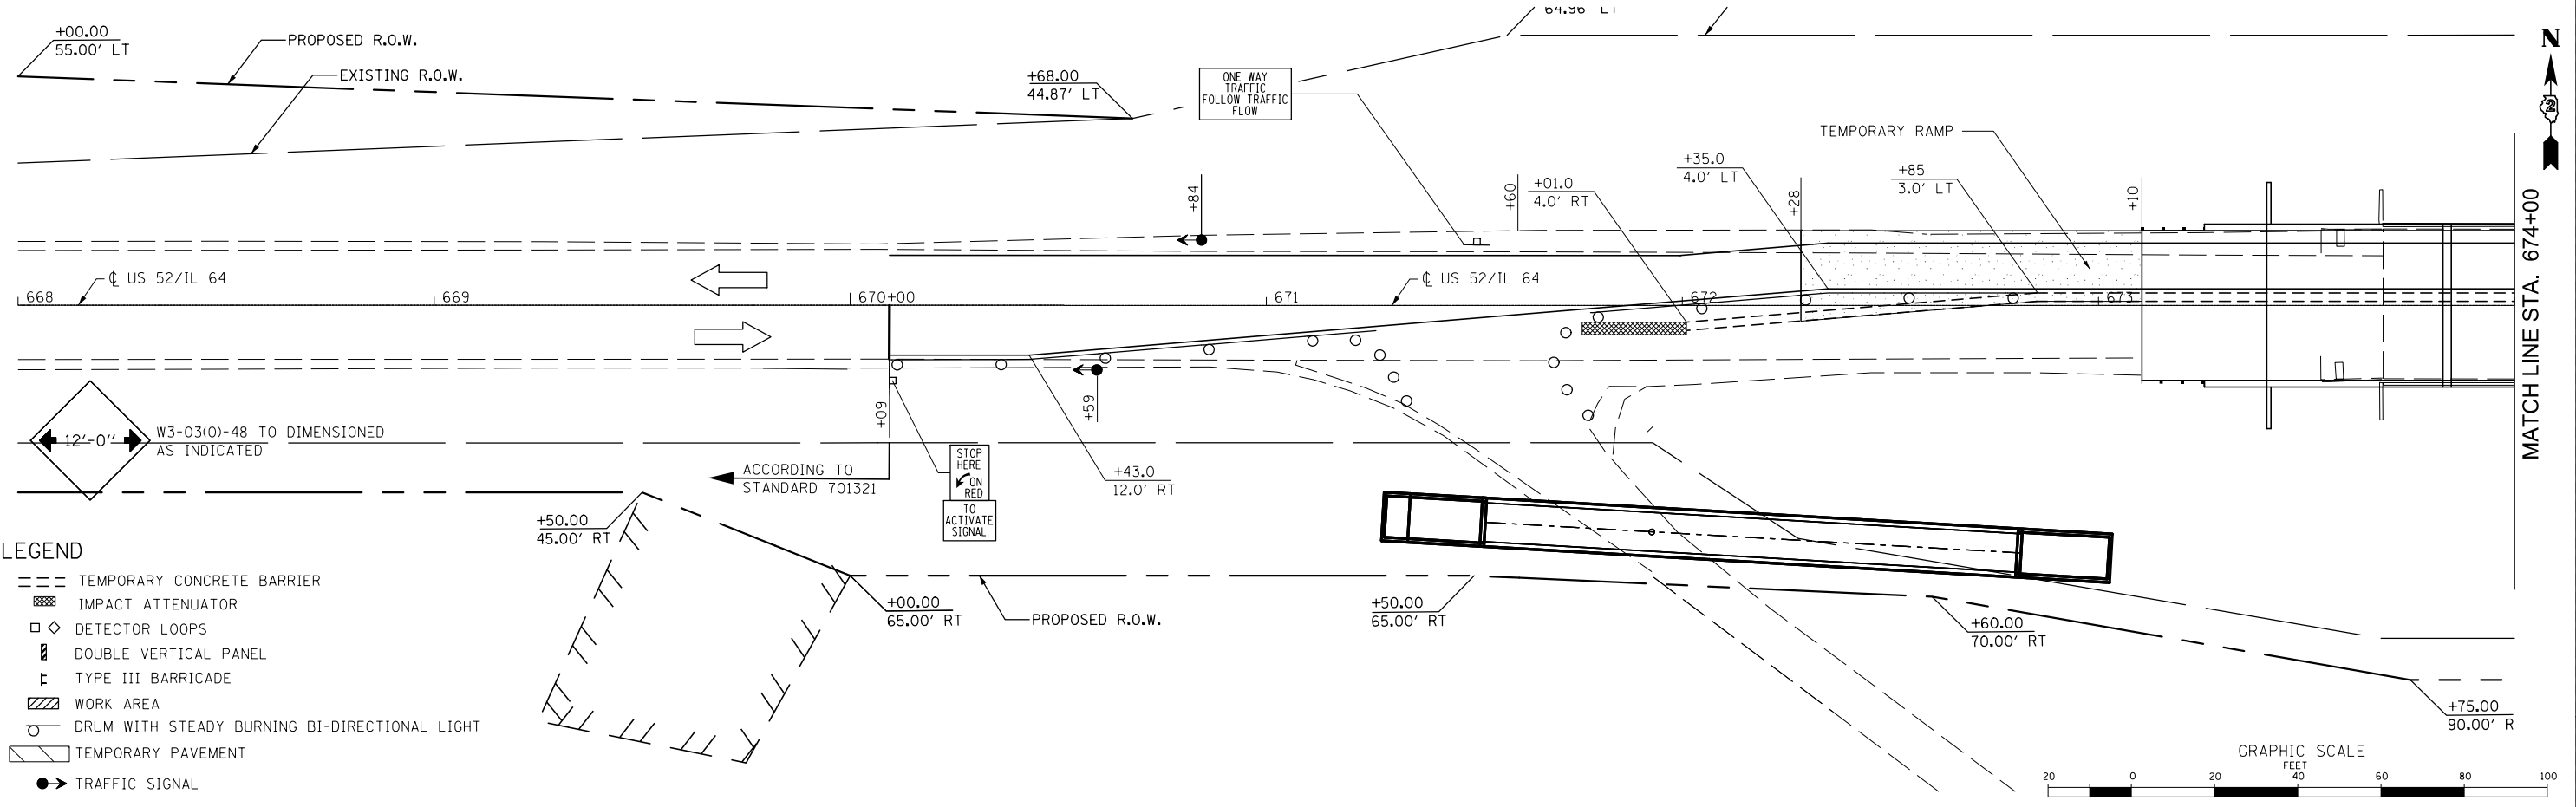 64.96' LT
+00.00
55.00' LT
PROPOSED R.O.W.
EXISTING R.O.W.
+68.00
44.87' LT
ONE WAY
TRAFFIC
FOLLOW TRAFFIC
FLOW
N
2
TEMPORARY RAMP
+84
+60
+01.0
4.0' RT
+35.0
4.0' LT
+28
+85
3.0' LT
+10
MATCH LINE STA. 674+00
℄ US 52/IL 64
℄ US 52/IL 64
668
669
670+00
671
672
673
+09
+59
12'-0''
W3-03(O)-48 TO DIMENSIONED
AS INDICATED
ACCORDING TO
STANDARD 701321
STOP
HERE
ON
RED
TO
ACTIVATE
SIGNAL
+43.0
12.0' RT
+50.00
45.00' RT
+00.00
65.00' RT
PROPOSED R.O.W.
+50.00
65.00' RT
+60.00
70.00' RT
+75.00
90.00' R
LEGEND
TEMPORARY CONCRETE BARRIER
IMPACT ATTENUATOR
DETECTOR LOOPS
DOUBLE VERTICAL PANEL
TYPE III BARRICADE
WORK AREA
DRUM WITH STEADY BURNING BI-DIRECTIONAL LIGHT
TEMPORARY PAVEMENT
TRAFFIC SIGNAL
GRAPHIC SCALE
FEET
20 0 20 40 60 80 100